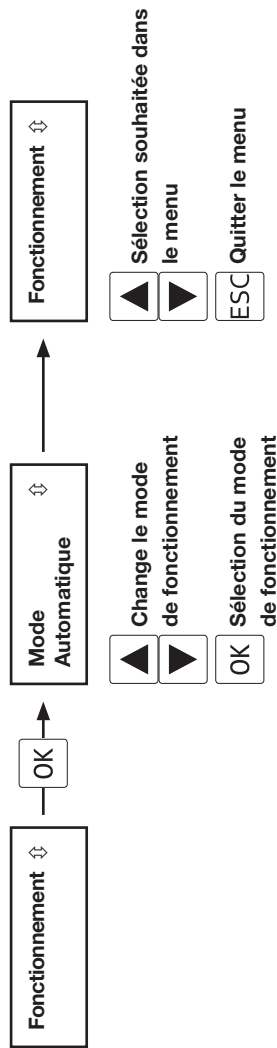 Fonctionnement ⇳
OK
Mode ⇳
Automatique
Change le mode
de fonctionnement
OK Sélection du mode
de fonctionnement
Fonctionnement ⇳
Sélection souhaitée dans
le menu
ESC Quitter le menu